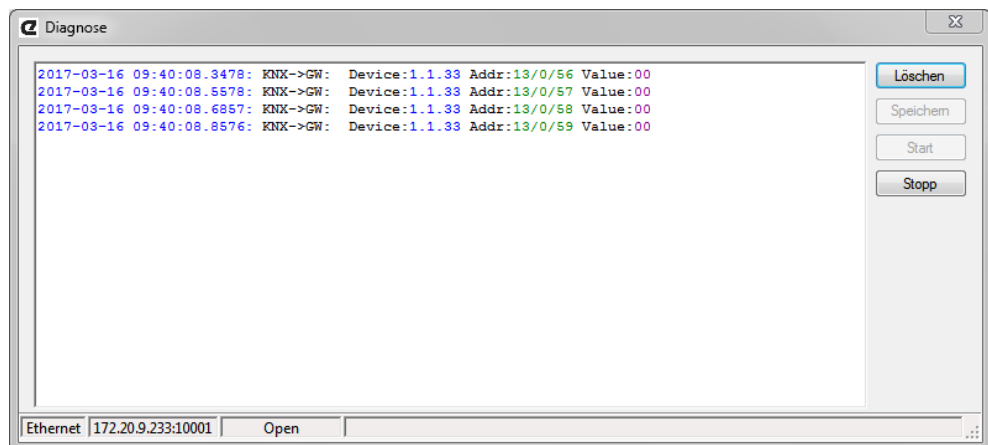 Diagnose
2017-03-16 09:40:08.3478: KNX->GW: Device:1.1.33 Addr:13/0/56 Value:00
2017-03-16 09:40:08.5578: KNX->GW: Device:1.1.33 Addr:13/0/57 Value:00
2017-03-16 09:40:08.6857: KNX->GW: Device:1.1.33 Addr:13/0/58 Value:00
2017-03-16 09:40:08.8576: KNX->GW: Device:1.1.33 Addr:13/0/59 Value:00
Löschen
Speichern
Start
Stopp
Ethernet 172.20.9.233:10001 Open